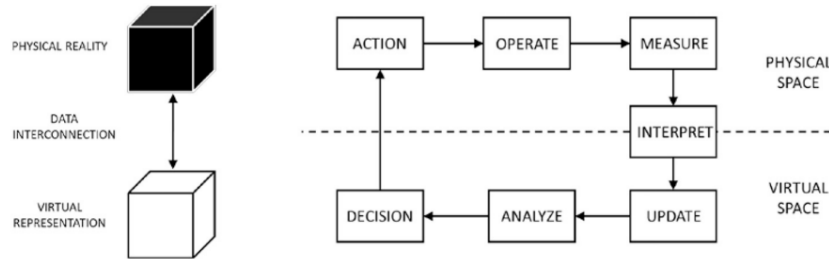 PHYSICAL REALITY
DATA
INTERCONNECTION
VIRTUAL
REPRESENTATION
ACTION
OPERATE
MEASURE
PHYSICAL
SPACE
INTERPRET
DECISION
ANALYZE
UPDATE
VIRTUAL
SPACE